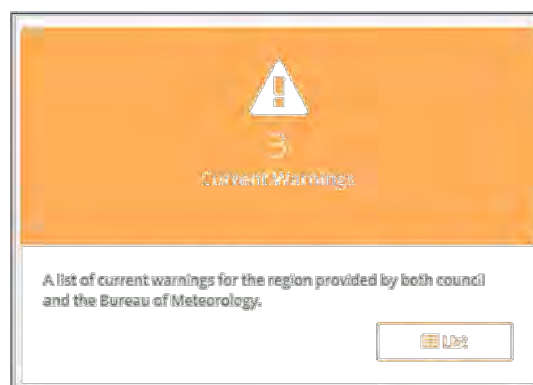 3
Current Warnings
A list of current warnings for the region provided by both council
and the Bureau of Meteorology.
List